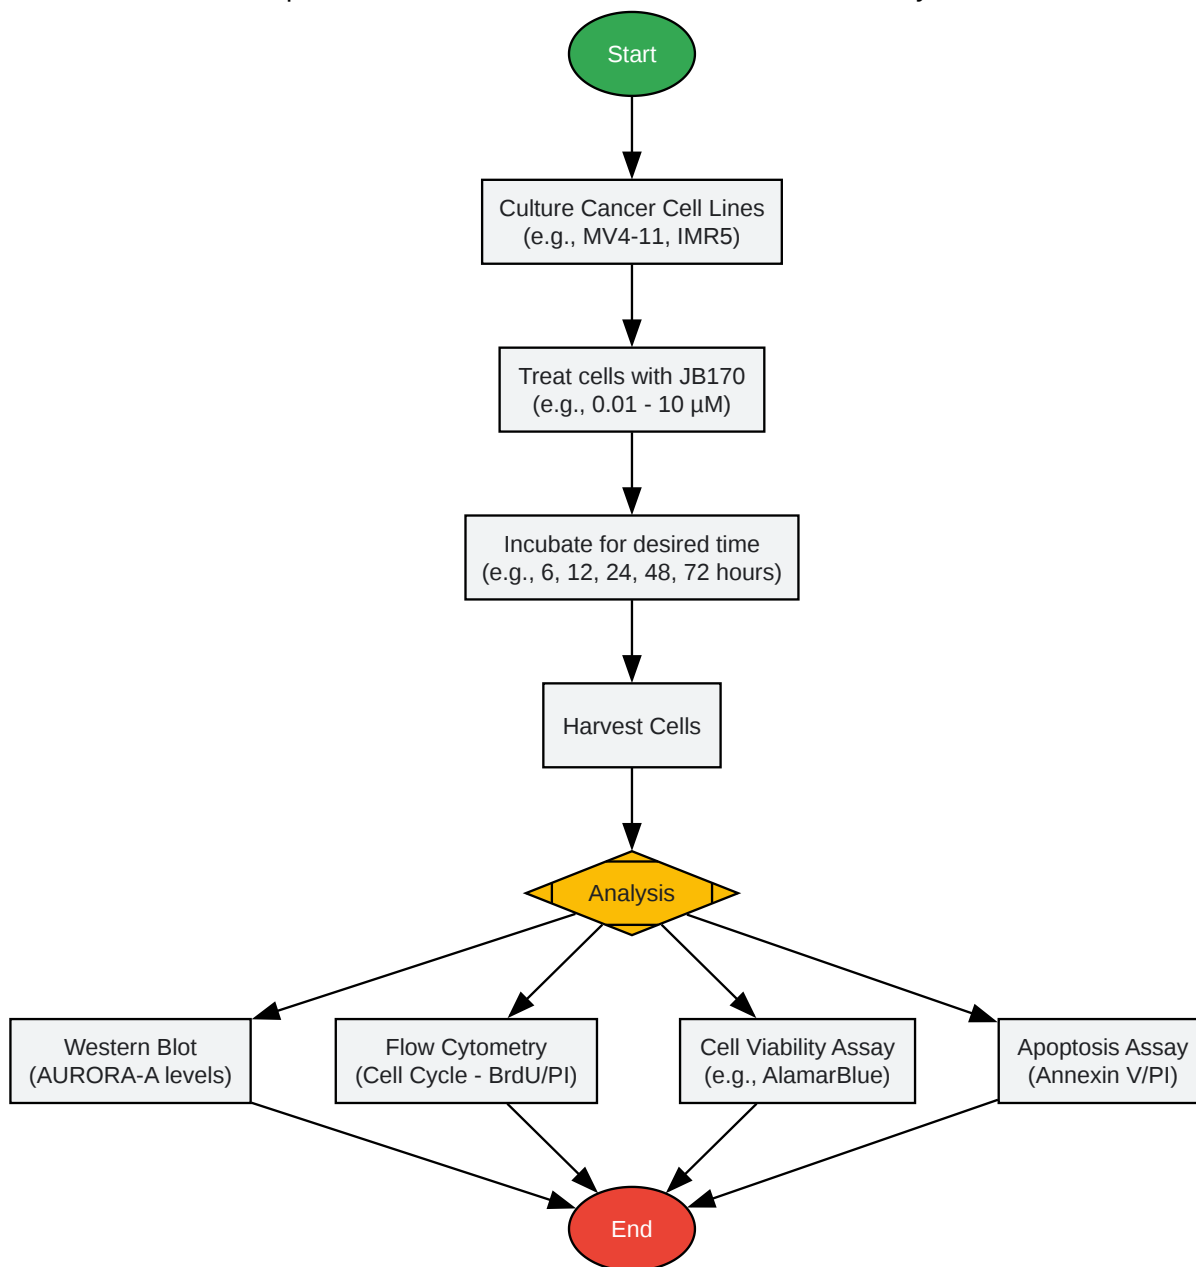 Start
Culture Cancer Cell Lines
(e.g., MV4-11, IMR5)
Treat cells with JB170
(e.g., 0.01 - 10 µM)
Incubate for desired time
(e.g., 6, 12, 24, 48, 72 hours)
Harvest Cells
Analysis
Western Blot
(AURORA-A levels)
Flow Cytometry
(Cell Cycle - BrdU/PI)
Cell Viability Assay
(e.g., AlamarBlue)
Apoptosis Assay
(Annexin V/PI)
End